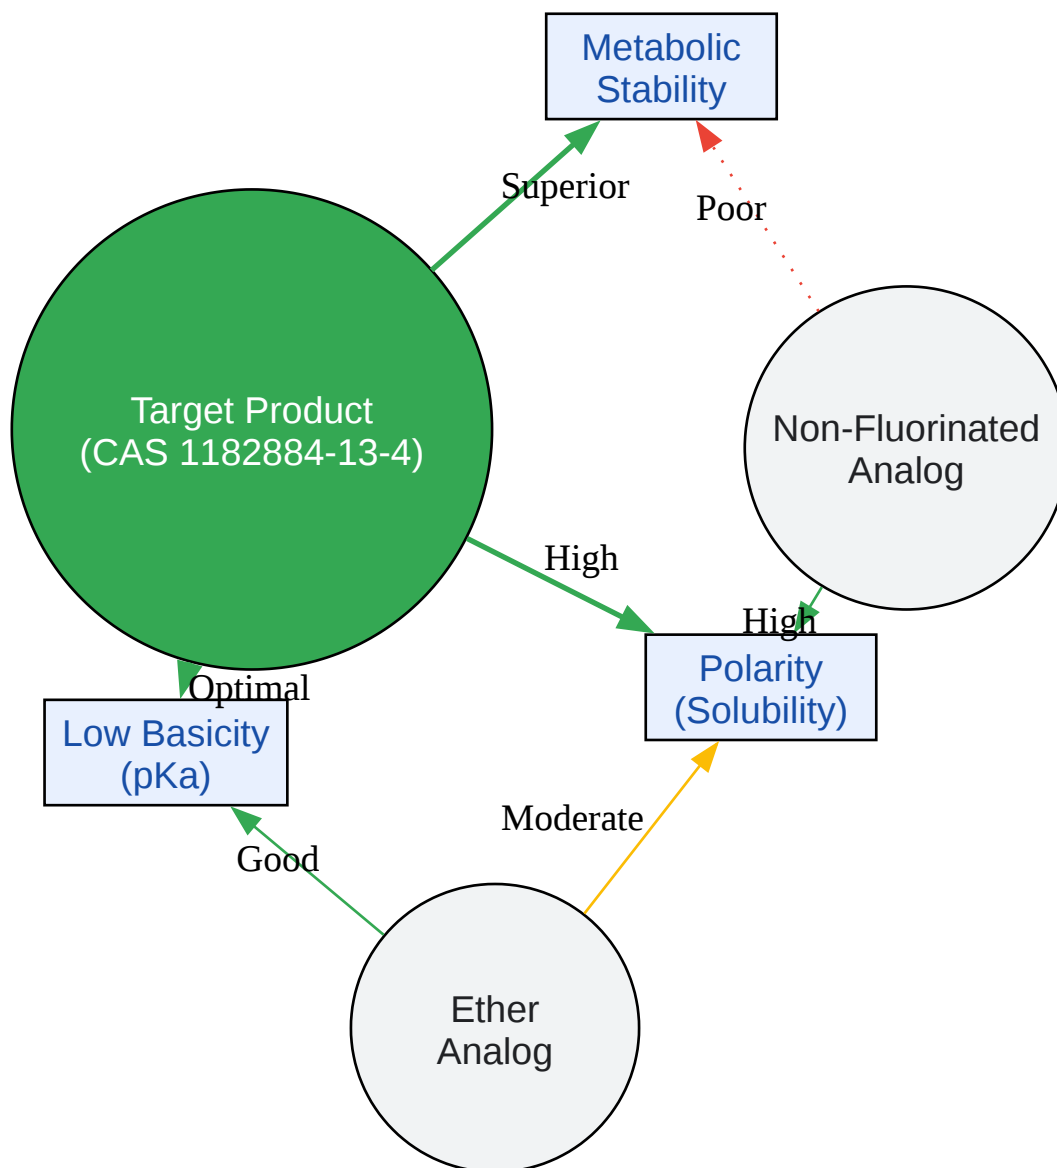 Metabolic
Stability
Superior
Poor
Target Product
(CAS 1182884-13-4)
Non-Fluorinated
Analog
High
High
Polarity
(Solubility)
Optimal
Low Basicity
(pKa)
Moderate
Good
Ether
Analog